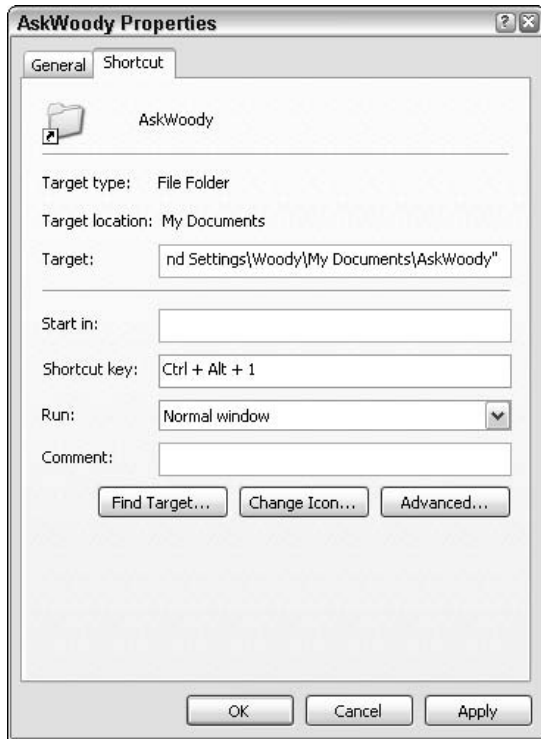 AskWoody Properties
General Shortcut
AskWoody
Target type: File Folder
Target location: My Documents
Target: nd Settings\Woody\My Documents\AskWoody"
Start in:
Shortcut key: Ctrl + Alt + 1
Run: Normal window
Comment:
Find Target... Change Icon... Advanced...
OK Cancel Apply